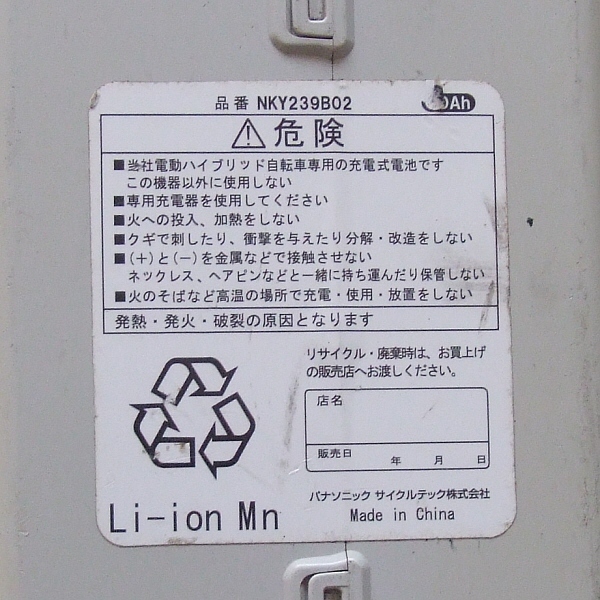 品番 NKY239B02
危険
■当社電動ハイブリッド自転車専用の充電式電池です
この機器以外に使用しない
■専用充電器を使用してください
■火への投入、加熱をしない
■クギで刺したり、衝撃を与えたり分解・改造をしない
■(+)と(−)を金属などで接触させない
ネックレス、ヘアピンなどと一緒に持ち運んだり保管しない
■火のそばなど高温の場所で充電・使用・放置をしない
発熱・発火・破裂の原因となります
リサイクル・廃棄時は、お買上げ
の販売店へお渡しください。
店名
販売日 年 月 日
パナソニック サイクルテック株式会社
Made in China
Li-ion Mn